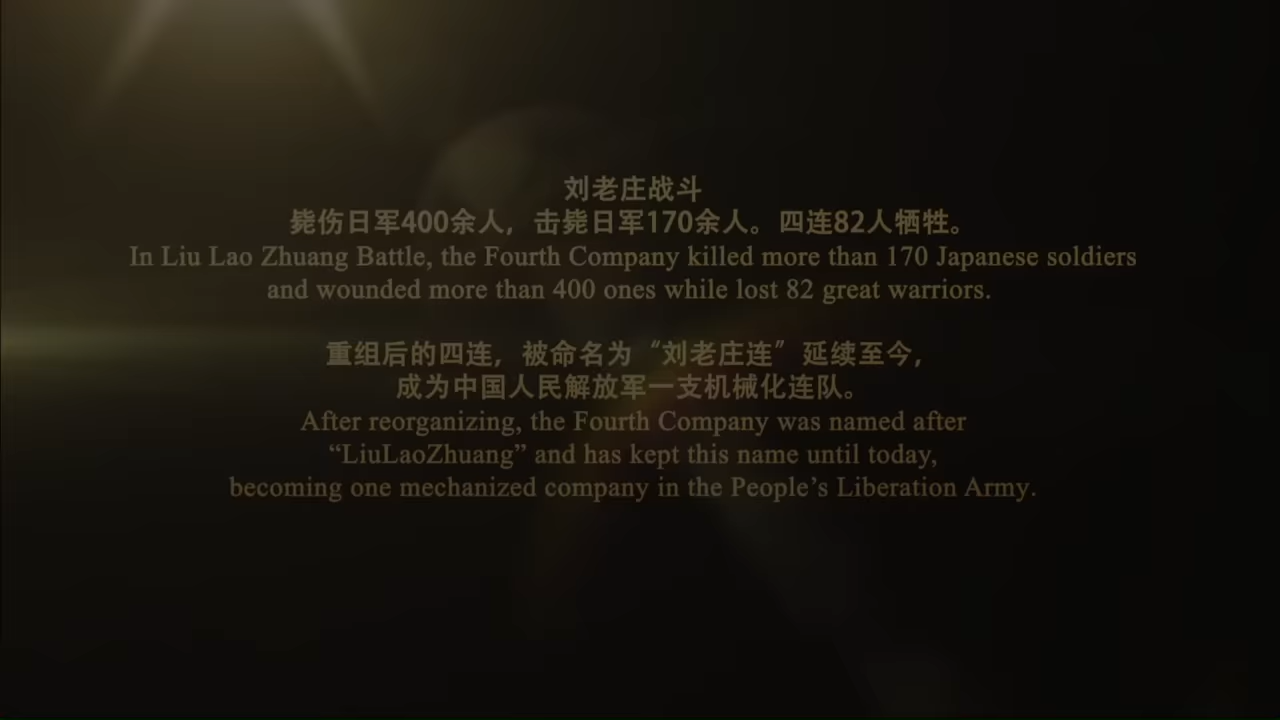 刘老庄战斗
毙伤日军400余人，击毙日军170余人。四连82人牺牲。
In Liu Lao Zhuang Battle, the Fourth Company killed more than 170 Japanese soldiers
and wounded more than 400 ones while lost 82 great warriors.
重组后的四连，被命名为“刘老庄连”延续至今，
成为中国人民解放军一支机械化连队。
After reorganizing, the Fourth Company was named after
“LiuLaoZhuang” and has kept this name until today,
becoming one mechanized company in the People’s Liberation Army.